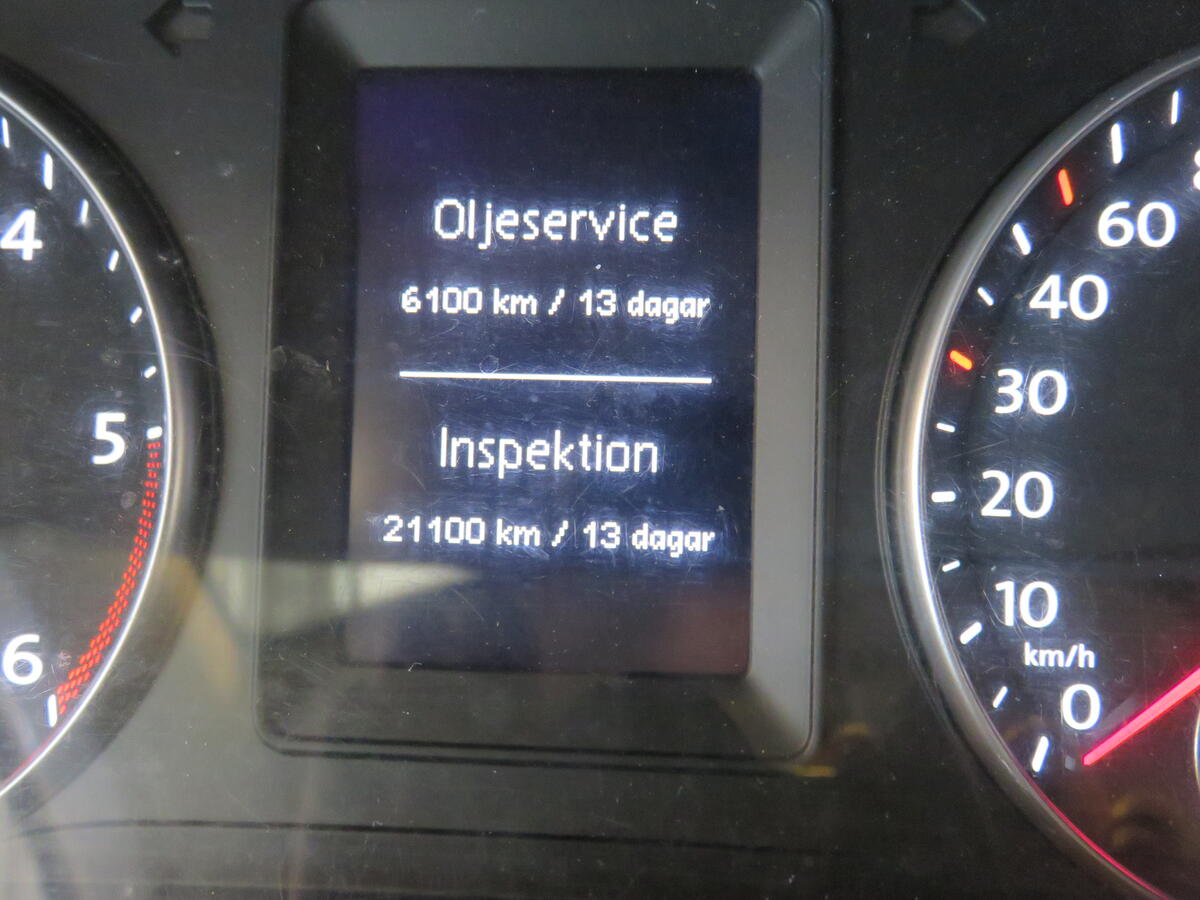 Oljeservice
6100 km / 13 dagar
Inspektion
21100 km / 13 dagar
4
5
6
60
40
30
20
10
km/h
0